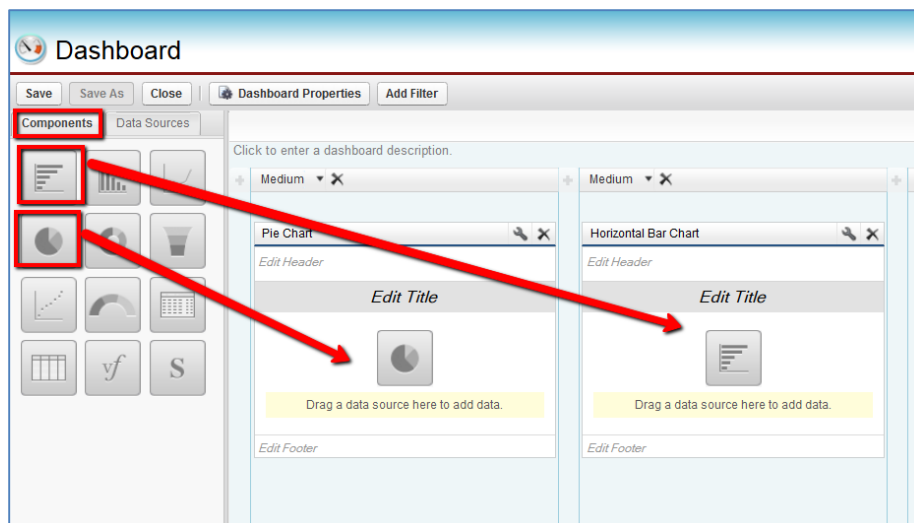 Dashboard
Save Save As Close Dashboard Properties Add Filter
Components Data Sources
Click to enter a dashboard description.
Medium Medium
Pie Chart Horizontal Bar Chart
Edit Header Edit Header
Edit Title Edit Title
Drag a data source here to add data. Drag a data source here to add data.
Edit Footer Edit Footer
vf S